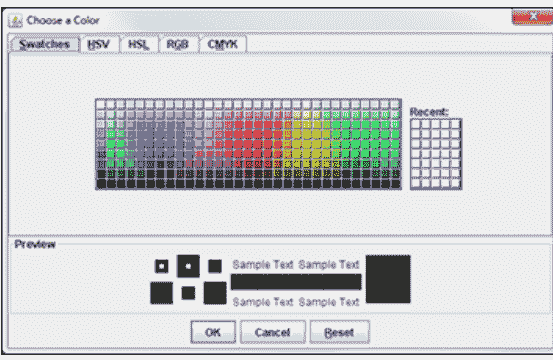 Choose a Color
Swatches HSV HSL RGB CMYK
Recent:
Preview
Sample Text Sample Text
Sample Text Sample Text
OK Cancel Reset